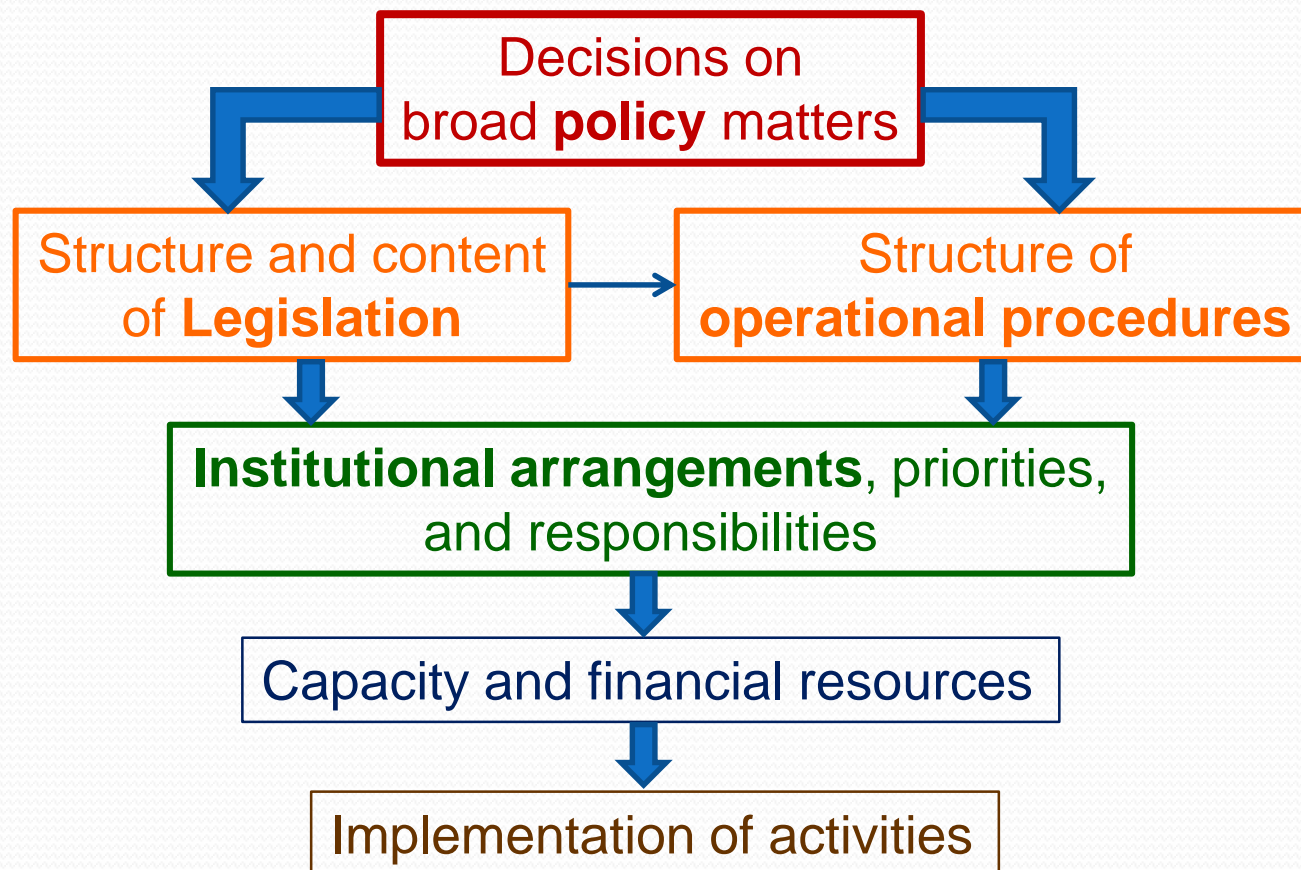 Decisions on
broad policy matters
Structure and content
of Legislation
Structure of
operational procedures
Institutional arrangements, priorities,
and responsibilities
Capacity and financial resources
Implementation of activities